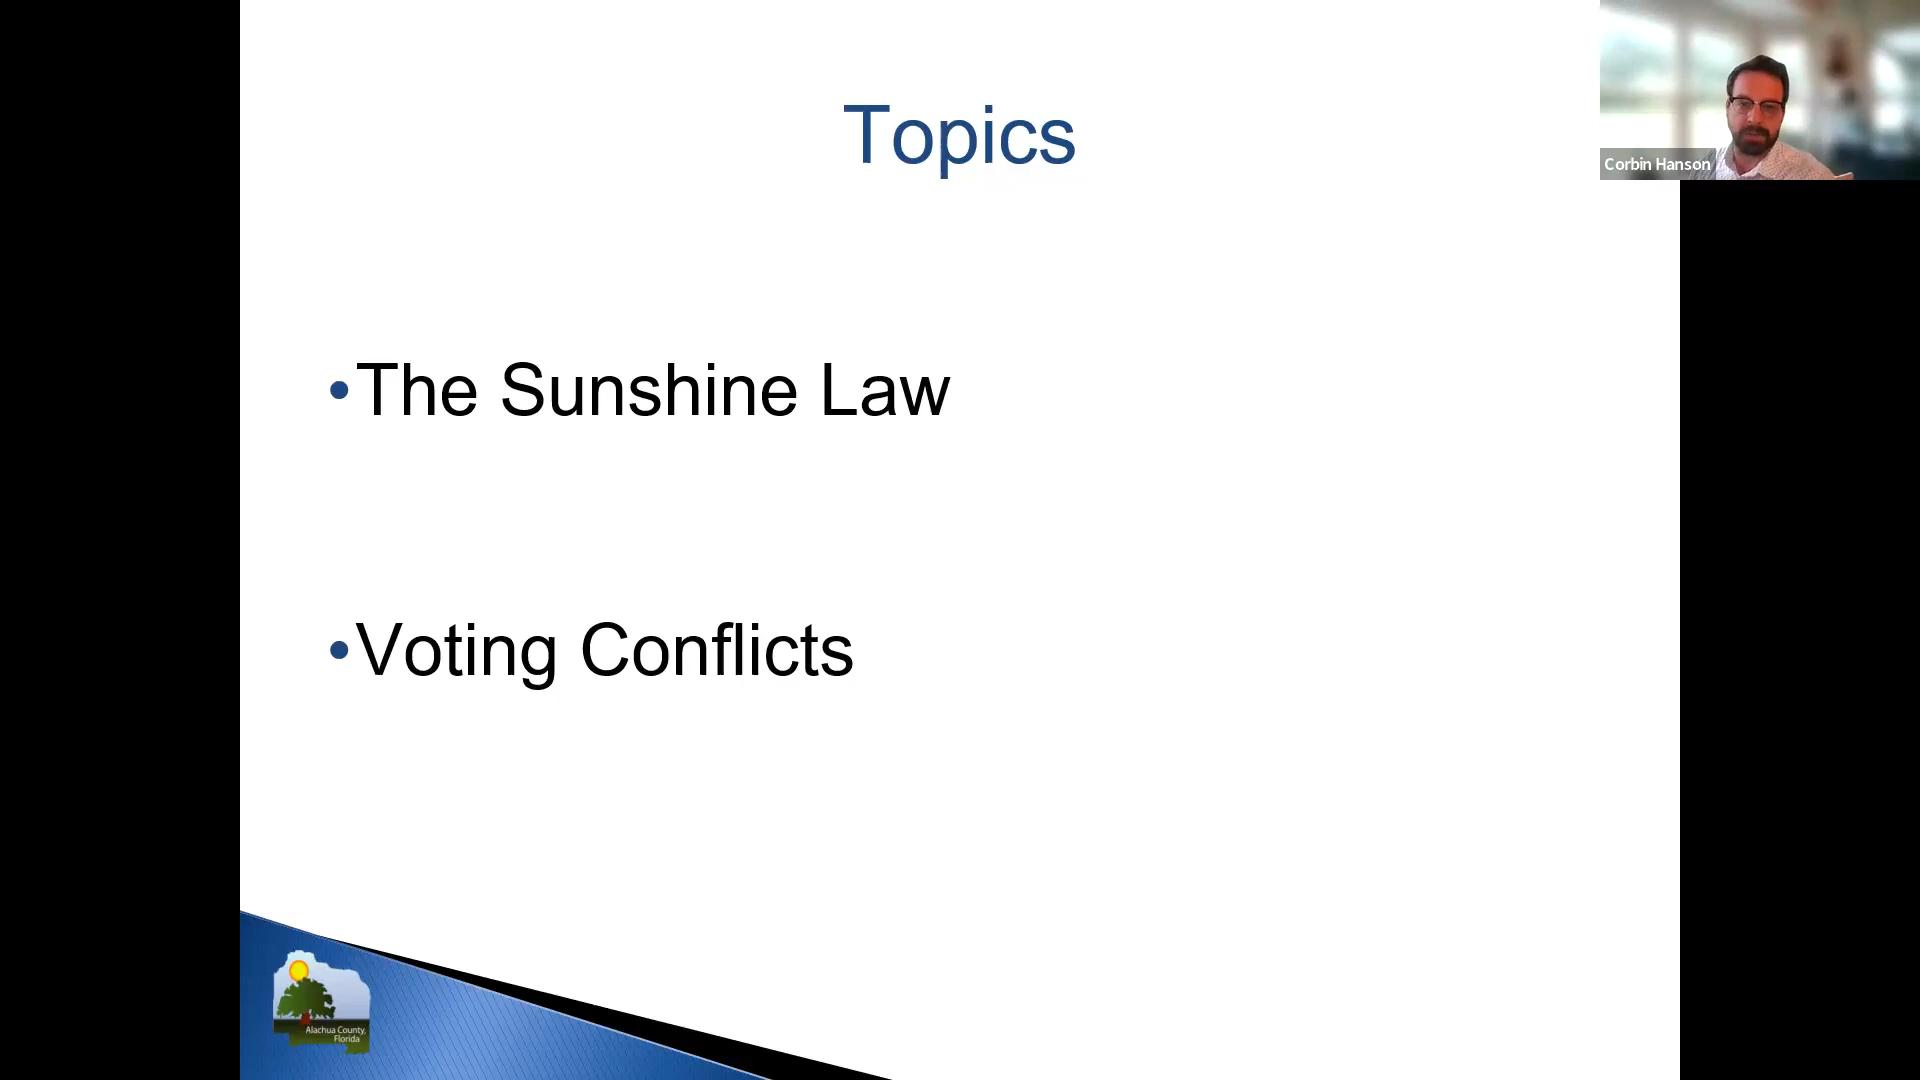 Topics
Corbin Hanson
•The Sunshine Law
•Voting Conflicts
Alachua County,
Florida